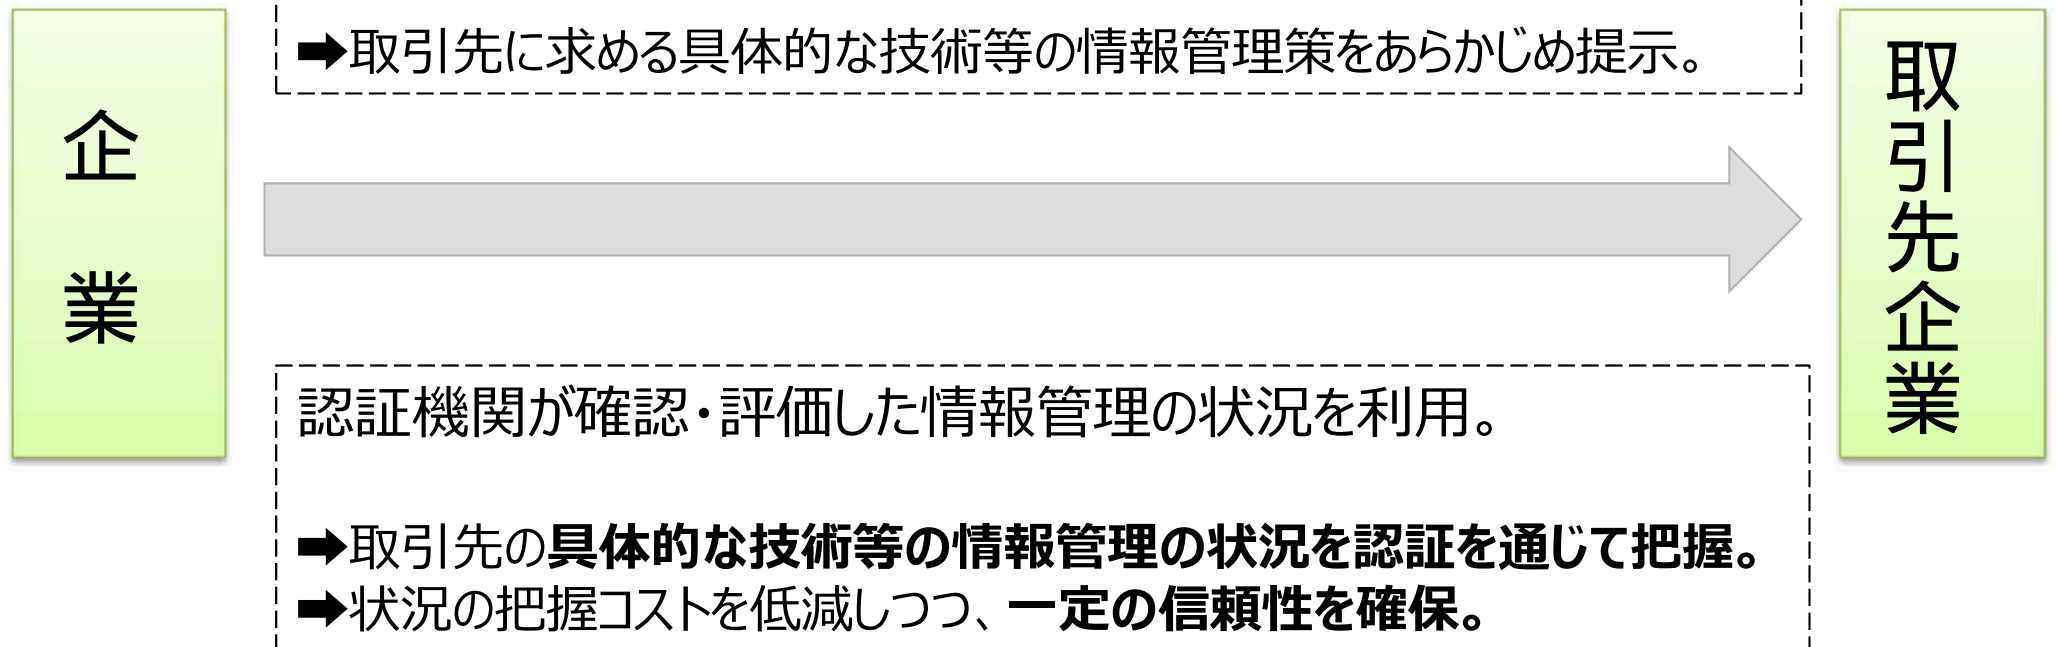 企業
➡取引先に求める具体的な技術等の情報管理策をあらかじめ提示。
認証機関が確認・評価した情報管理の状況を利用。
➡取引先の具体的な技術等の情報管理の状況を認証を通じて把握。
➡状況の把握コストを低減しつつ、一定の信頼性を確保。
取引先企業